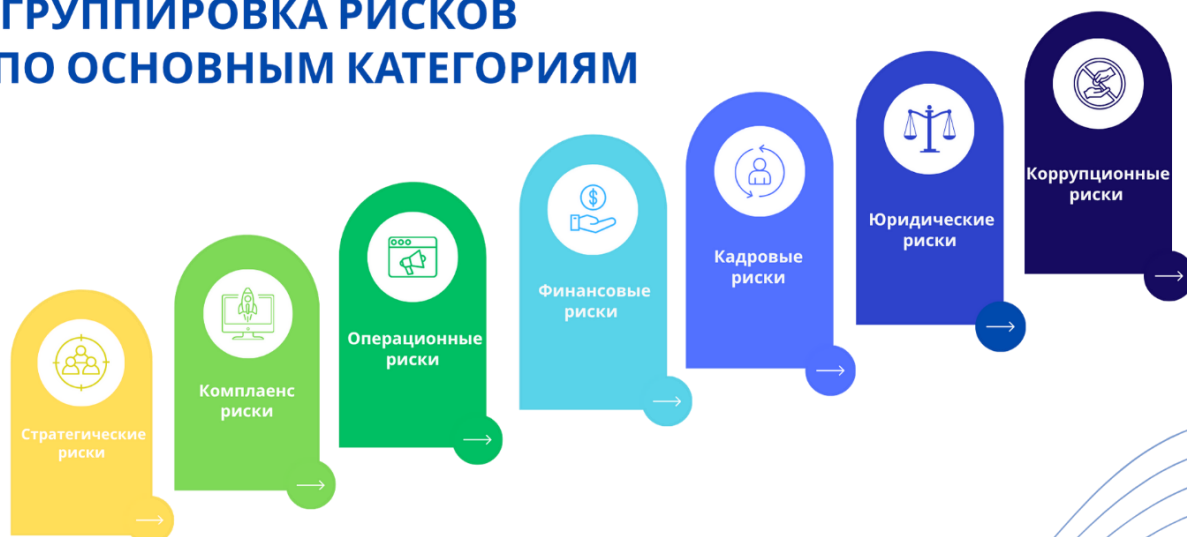 ГРУППИРОВКА РИСКОВ
ПО ОСНОВНЫМ КАТЕГОРИЯМ
Стратегические
риски
Комплаенс
риски
Операционные
риски
Финансовые
риски
Кадровые
риски
Юридические
риски
Коррупционные
риски